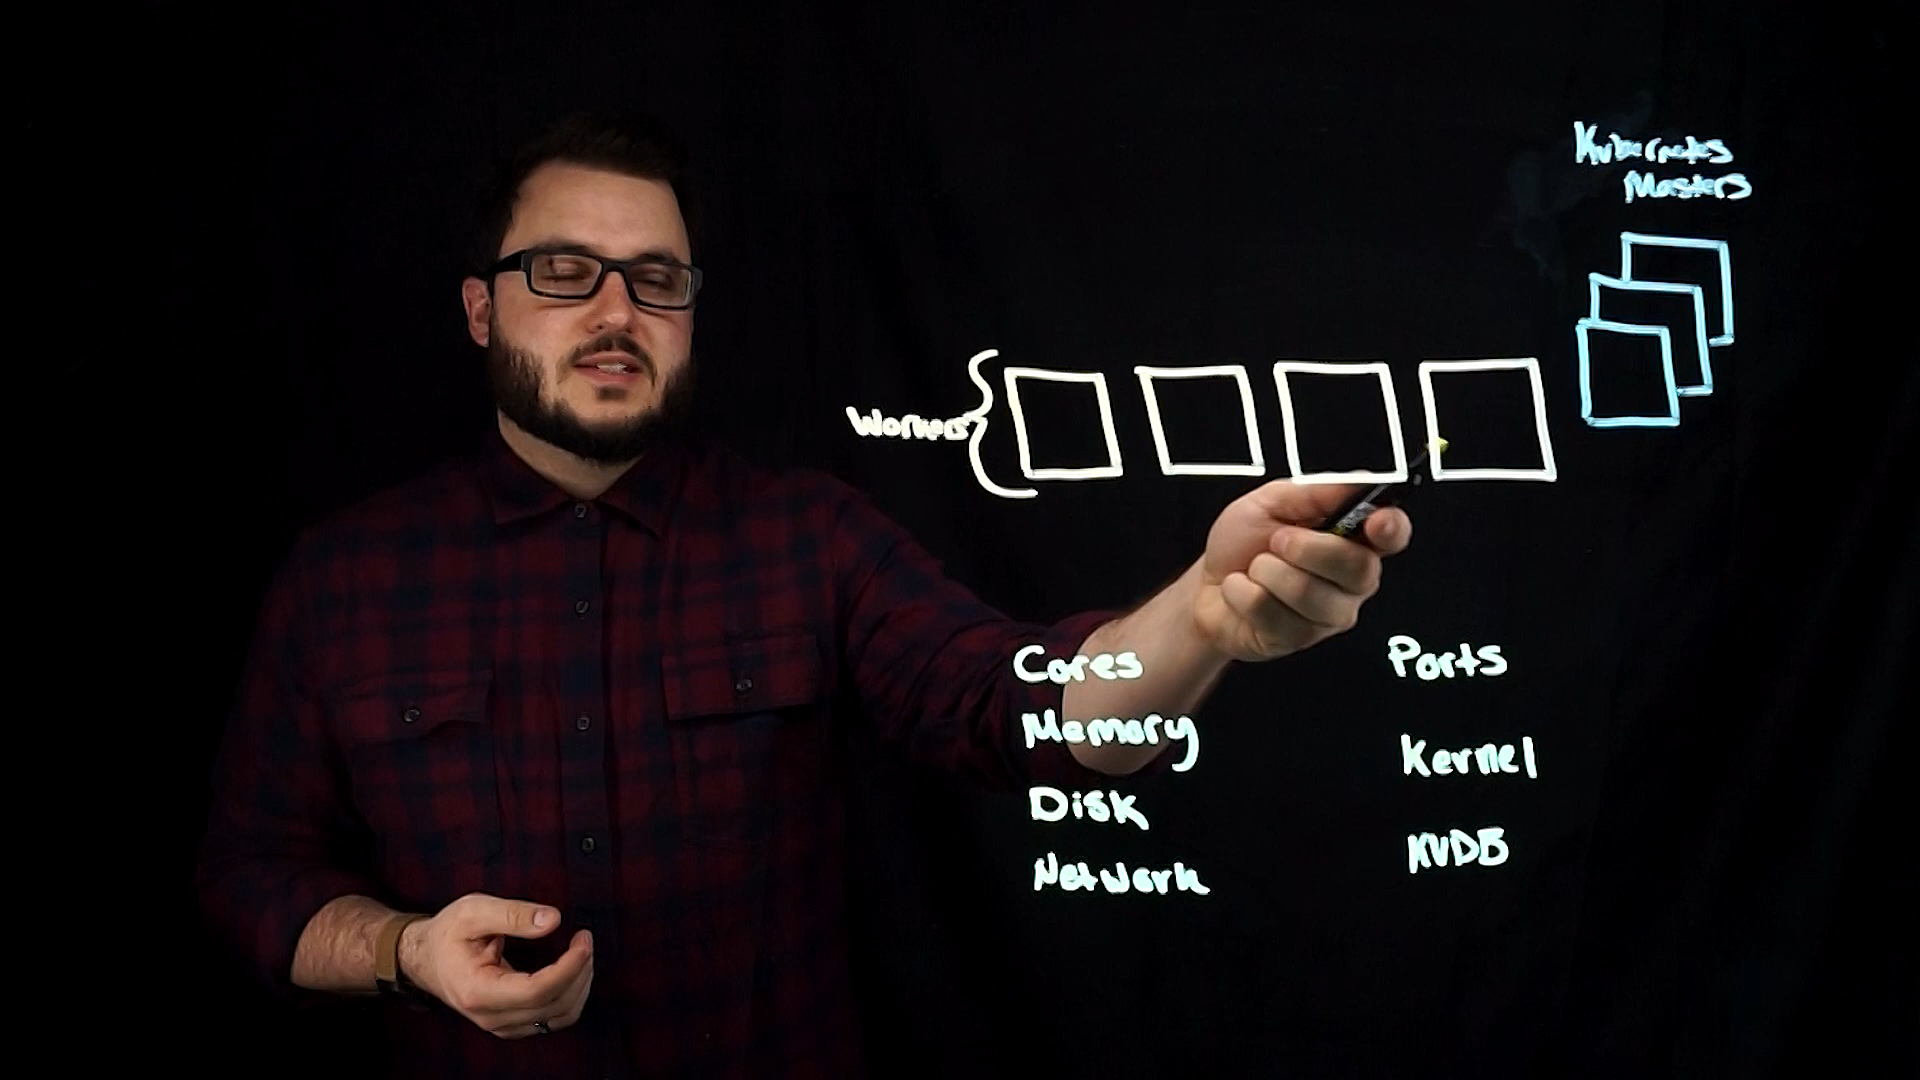 Kubernetes
Masters
Workers
Cores
Memory
Disk
Network
Ports
Kernel
KVDB